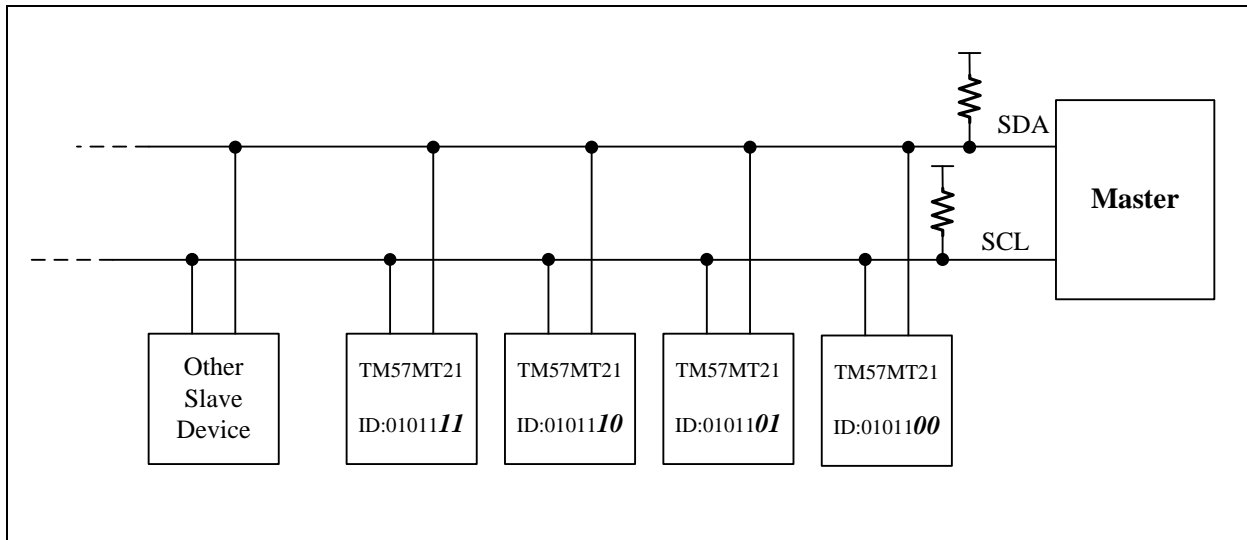 SDA
Master
SCL
Other
Slave
Device
TM57MT21
ID:0101111
TM57MT21
ID:0101110
TM57MT21
ID:0101101
TM57MT21
ID:0101100